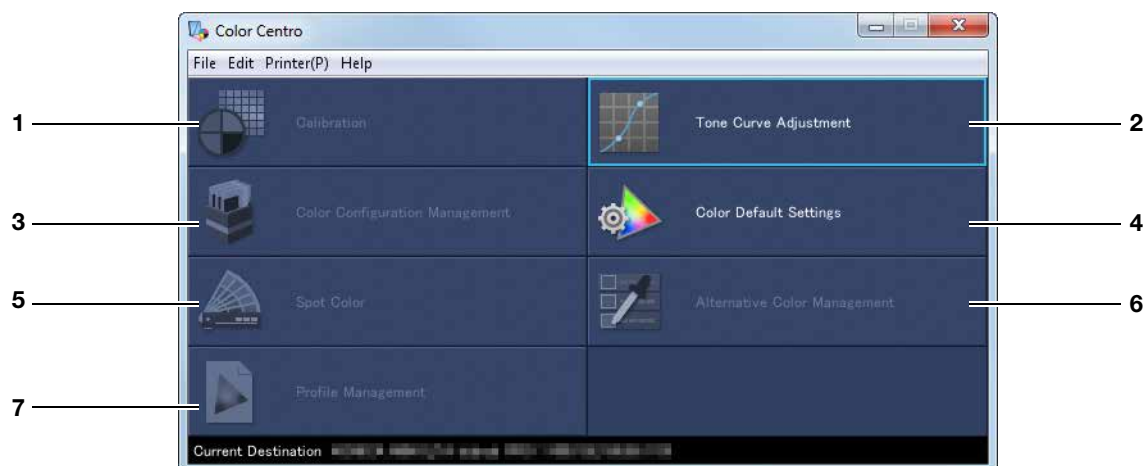 Color Centro
File Edit Printer(P) Help
1 Calibration
Tone Curve Adjustment 2
3 Color Configuration Management
Color Default Settings 4
5 Spot Color
Alternative Color Management 6
7 Profile Management
Current Destination